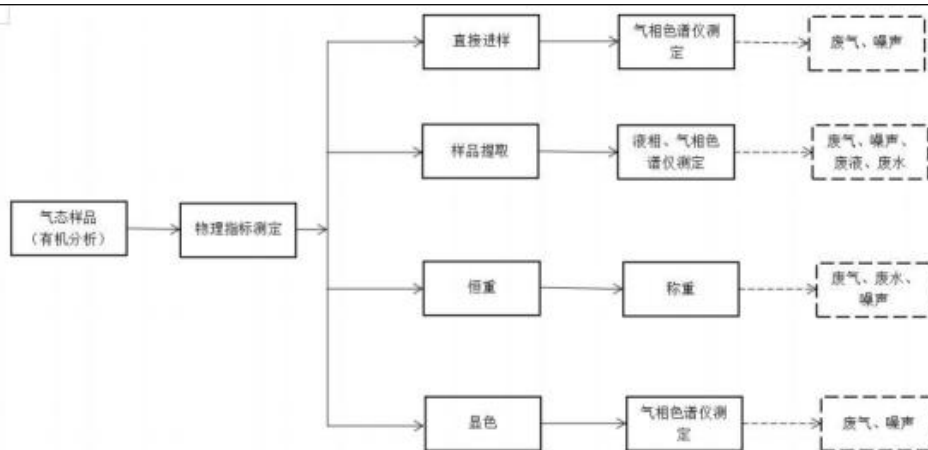 直接进样
气相色谱仪测
定
废气、噪声
样品提取
液相、气相色
谱仪测定
废气、噪声、
废液、废水
气态样品
（有机分析）
物理指标测定
恒重
称重
废气、废水、
噪声
显色
气相色谱仪测
定
废气、噪声